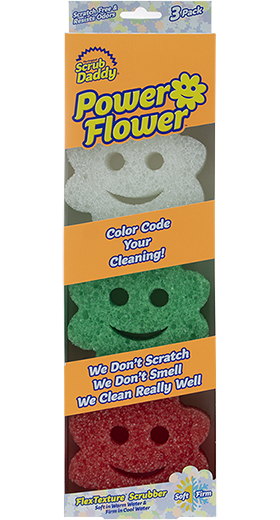 Scratch Free &
Resists Odors
3 Pack
Scrub
Daddy
Power
Flower
Color Code
Your
Cleaning!
We Don't Scratch
We Don't Smell
We Clean Really Well
FlexTexture Scrubber
Soft in Warm Water &
Firm in Cool Water
Soft
Firm